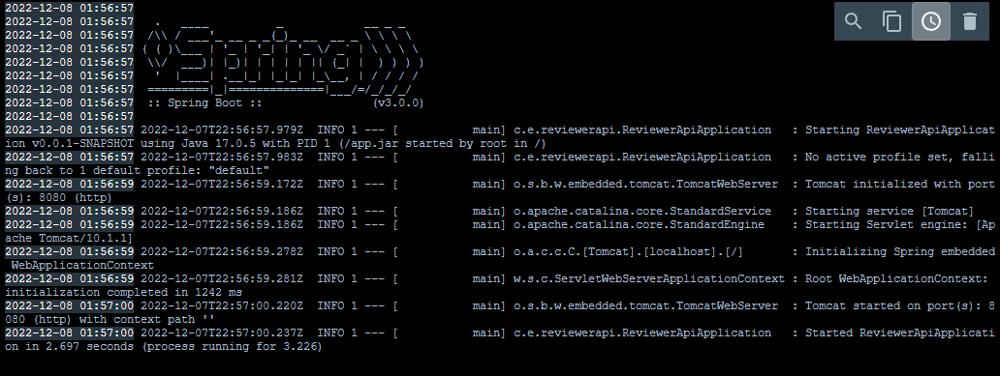 2022-12-08 01:56:57
2022-12-08 01:56:57   .   ____          _            __ _ _
2022-12-08 01:56:57  /\\ / ___'_ __ _ _(_)_ __  __ _ \ \ \ \
2022-12-08 01:56:57 ( ( )\___ | '_ | '_| | '_ \/ _` | \ \ \ \
2022-12-08 01:56:57  \\/  ___)| |_)| | | | | || (_| |  ) ) ) )
2022-12-08 01:56:57   '  |____| .__|_| |_|_| |_\__, | / / / /
2022-12-08 01:56:57  =========|_|==============|___/=/_/_/_/
2022-12-08 01:56:57  :: Spring Boot ::                (v3.0.0)
2022-12-08 01:56:57
2022-12-08 01:56:57 2022-12-07T22:56:57.979Z  INFO 1 --- [           main] c.e.reviewerapi.ReviewerApiApplication   : Starting ReviewerApiApplicat
ion v0.0.1-SNAPSHOT using Java 17.0.5 with PID 1 (/app.jar started by root in /)
2022-12-08 01:56:57 2022-12-07T22:56:57.983Z  INFO 1 --- [           main] c.e.reviewerapi.ReviewerApiApplication   : No active profile set, falli
ng back to 1 default profile: "default"
2022-12-08 01:56:59 2022-12-07T22:56:59.172Z  INFO 1 --- [           main] o.s.b.w.embedded.tomcat.TomcatWebServer  : Tomcat initialized with port
(s): 8080 (http)
2022-12-08 01:56:59 2022-12-07T22:56:59.186Z  INFO 1 --- [           main] o.apache.catalina.core.StandardService   : Starting service [Tomcat]
2022-12-08 01:56:59 2022-12-07T22:56:59.186Z  INFO 1 --- [           main] o.apache.catalina.core.StandardEngine    : Starting Servlet engine: [Ap
ache Tomcat/10.1.1]
2022-12-08 01:56:59 2022-12-07T22:56:59.278Z  INFO 1 --- [           main] o.a.c.c.C.[Tomcat].[localhost].[/]       : Initializing Spring embedded
 WebApplicationContext
2022-12-08 01:56:59 2022-12-07T22:56:59.281Z  INFO 1 --- [           main] w.s.c.ServletWebServerApplicationContext : Root WebApplicationContext:
initialization completed in 1242 ms
2022-12-08 01:57:00 2022-12-07T22:57:00.220Z  INFO 1 --- [           main] o.s.b.w.embedded.tomcat.TomcatWebServer  : Tomcat started on port(s): 8
080 (http) with context path ''
2022-12-08 01:57:00 2022-12-07T22:57:00.237Z  INFO 1 --- [           main] c.e.reviewerapi.ReviewerApiApplication   : Started ReviewerApiApplicati
on in 2.697 seconds (process running for 3.226)